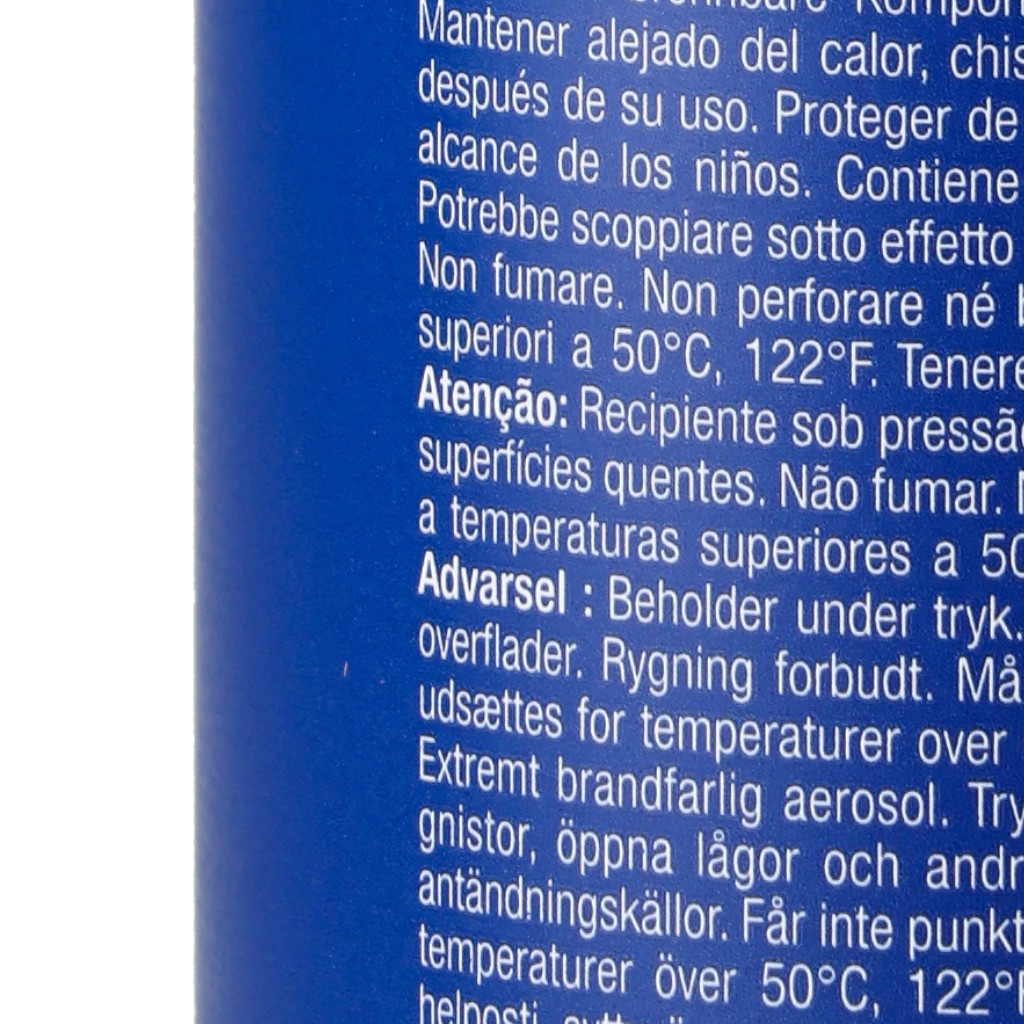 Mantener alejado del calor, chis
después de su uso. Proteger de
alcance de los niños. Contiene
Potrebbe scoppiare sotto effetto
Non fumare. Non perforare né
superiori a 50°C, 122°F. Tenere
Atenção: Recipiente sob pressão
superfícies quentes. Não fumar.
a temperaturas superiores a 50
Advarsel : Beholder under tryk.
overflader. Rygning forbudt. Må
udsættes for temperaturer over
Extremt brandfarlig aerosol. Try
gnistor, öppna lågor och andr
antändningskällor. Får inte punkt
temperaturer över 50°C, 122°F